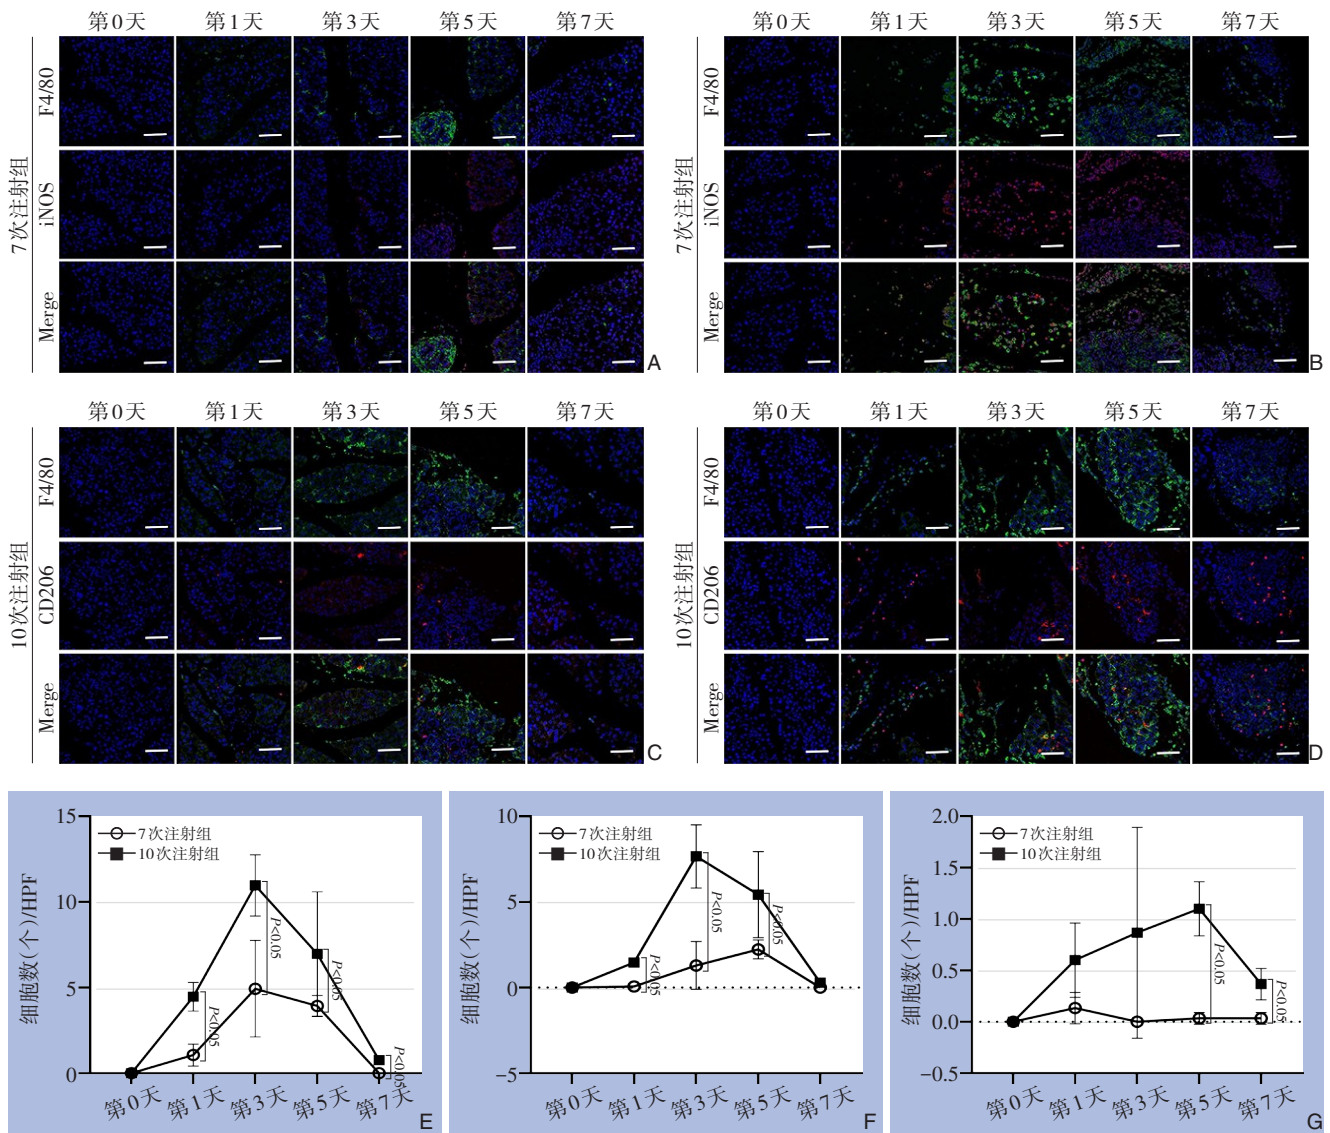 第0天 第1天 第3天 第5天 第7天
7次注射组
F4/80
iNOS
Merge
A
第0天 第1天 第3天 第5天 第7天
7次注射组
F4/80
iNOS
Merge
B
第0天 第1天 第3天 第5天 第7天
10次注射组
F4/80
CD206
Merge
C
第0天 第1天 第3天 第5天 第7天
10次注射组
F4/80
CD206
Merge
D
细胞数(个)/HPF
15
10
5
0
7次注射组
10次注射组
P<0.05
P<0.05
P<0.05
P<0.05
第0天 第1天 第3天 第5天 第7天
E
细胞数(个)/HPF
10
5
0
−5
7次注射组
10次注射组
P<0.05
P<0.05
P<0.05
第0天 第1天 第3天 第5天 第7天
F
细胞数(个)/HPF
2.0
1.5
1.0
0.5
0.0
−0.5
7次注射组
10次注射组
P<0.05
P<0.05
第0天 第1天 第3天 第5天 第7天
G